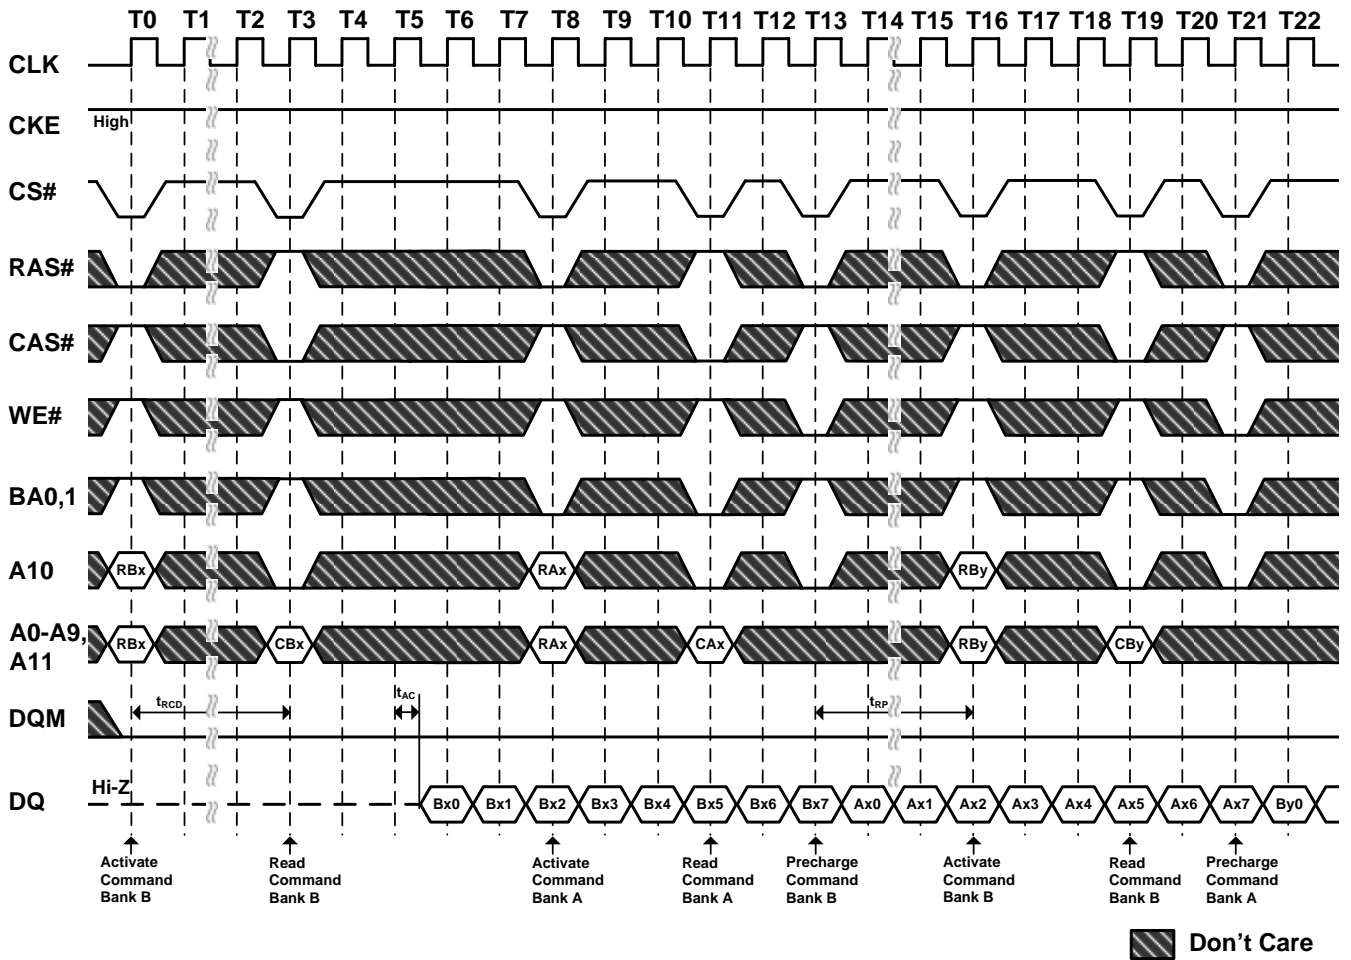 T0 T1 T2 T3 T4 T5 T6 T7 T8 T9 T10 T11 T12 T13 T14 T15 T16 T17 T18 T19 T20 T21 T22
CLK
CKE High
CS#
RAS#
CAS#
WE#
BA0,1
A10 RBx RAx RBy
A0-A9,
A11 RBx CBx RAx CAx RBy CBy
DQM tRCD tAC tRP
DQ Hi-Z Bx0 Bx1 Bx2 Bx3 Bx4 Bx5 Bx6 Bx7 Ax0 Ax1 Ax2 Ax3 Ax4 Ax5 Ax6 Ax7 By0
Activate
Command
Bank B
Read
Command
Bank B
Activate
Command
Bank A
Read
Command
Bank A
Precharge
Command
Bank B
Activate
Command
Bank B
Read
Command
Bank B
Precharge
Command
Bank A
Don't Care